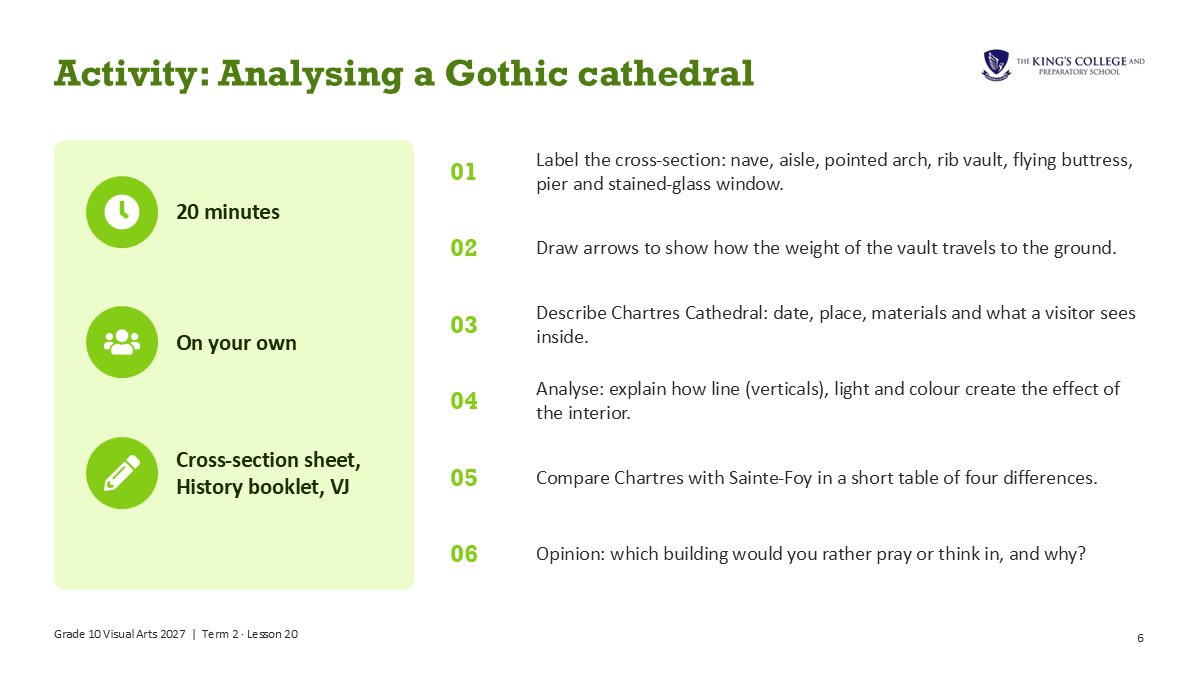 Activity: Analysing a Gothic cathedral
THE KING'S COLLEGE AND
PREPARATORY SCHOOL
20 minutes
On your own
Cross-section sheet,
History booklet, VJ
01
Label the cross-section: nave, aisle, pointed arch, rib vault, flying buttress,
pier and stained-glass window.
02
Draw arrows to show how the weight of the vault travels to the ground.
03
Describe Chartres Cathedral: date, place, materials and what a visitor sees
inside.
04
Analyse: explain how line (verticals), light and colour create the effect of
the interior.
05
Compare Chartres with Sainte-Foy in a short table of four differences.
06
Opinion: which building would you rather pray or think in, and why?
Grade 10 Visual Arts 2027 | Term 2 · Lesson 20
6